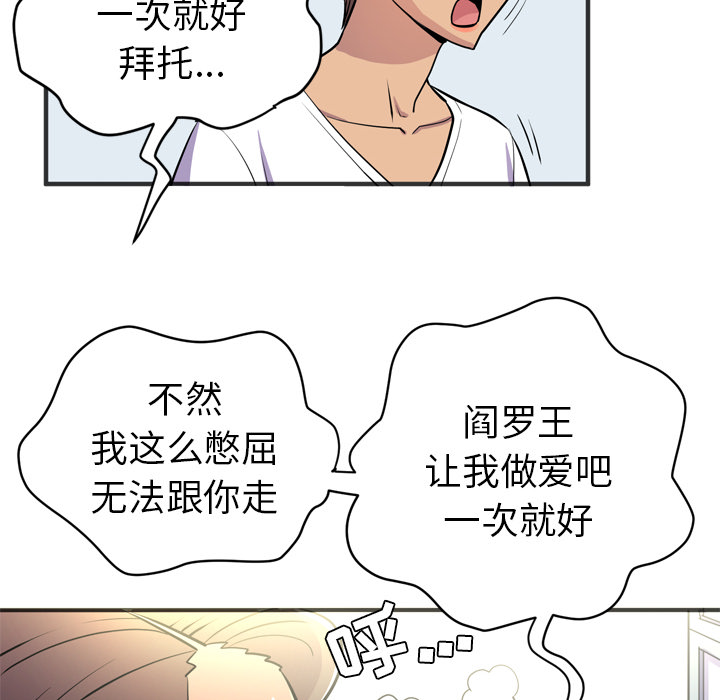 一次就好
拜托...
不然
我这么憋屈
无法跟你走
阎罗王
让我做爱吧
一次就好
呼...